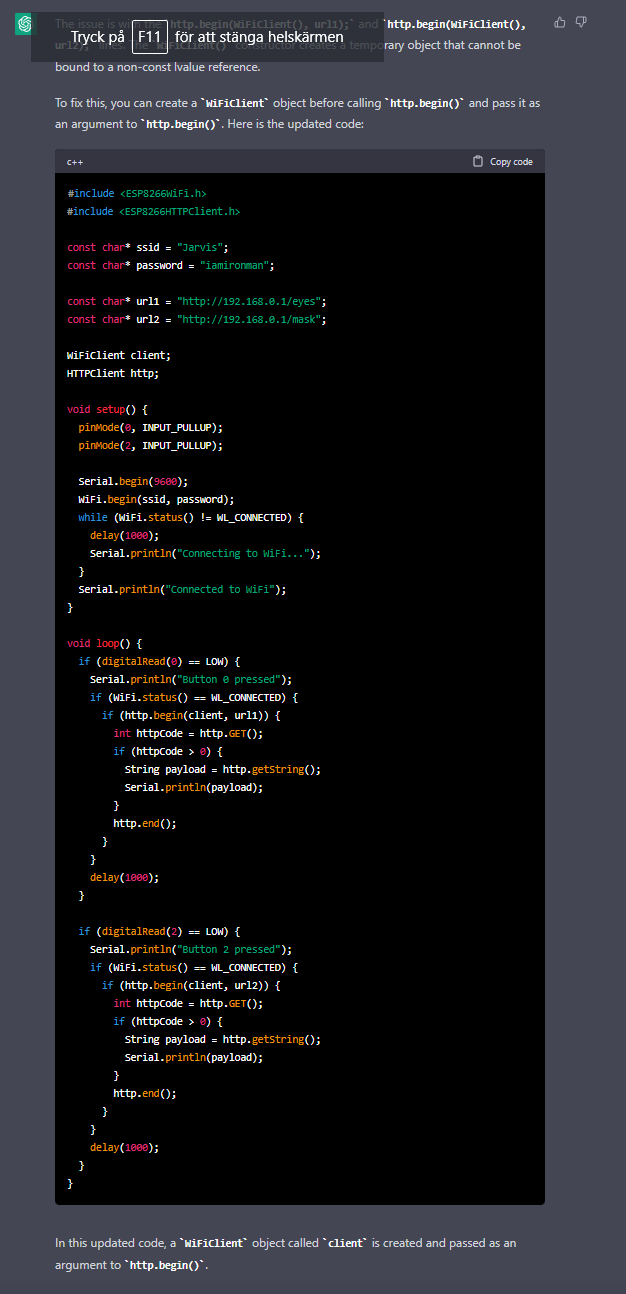 The issue is with the `http.begin(WiFiClient(), url1);` and `http.begin(WiFiClient(),
Tryck på F11 för att stänga helskärmen
url2);` lines. The `WiFiClient()` constructor creates a temporary object that cannot be
bound to a non-const lvalue reference.
To fix this, you can create a `WiFiClient` object before calling `http.begin()` and pass it as
an argument to `http.begin()`. Here is the updated code:
c++ Copy code
#include <ESP8266WiFi.h>
#include <ESP8266HTTPClient.h>
const char* ssid = "Jarvis";
const char* password = "iamironman";
const char* url1 = "http://192.168.0.1/eyes";
const char* url2 = "http://192.168.0.1/mask";
WiFiClient client;
HTTPClient http;
void setup() {
  pinMode(0, INPUT_PULLUP);
  pinMode(2, INPUT_PULLUP);
  Serial.begin(9600);
  WiFi.begin(ssid, password);
  while (WiFi.status() != WL_CONNECTED) {
    delay(1000);
    Serial.println("Connecting to WiFi...");
  }
  Serial.println("Connected to WiFi");
}
void loop() {
  if (digitalRead(0) == LOW) {
    Serial.println("Button 0 pressed");
    if (WiFi.status() == WL_CONNECTED) {
      if (http.begin(client, url1)) {
        int httpCode = http.GET();
        if (httpCode > 0) {
          String payload = http.getString();
          Serial.println(payload);
        }
        http.end();
      }
    }
    delay(1000);
  }
  if (digitalRead(2) == LOW) {
    Serial.println("Button 2 pressed");
    if (WiFi.status() == WL_CONNECTED) {
      if (http.begin(client, url2)) {
        int httpCode = http.GET();
        if (httpCode > 0) {
          String payload = http.getString();
          Serial.println(payload);
        }
        http.end();
      }
    }
    delay(1000);
  }
}
In this updated code, a `WiFiClient` object called `client` is created and passed as an
argument to `http.begin()`.